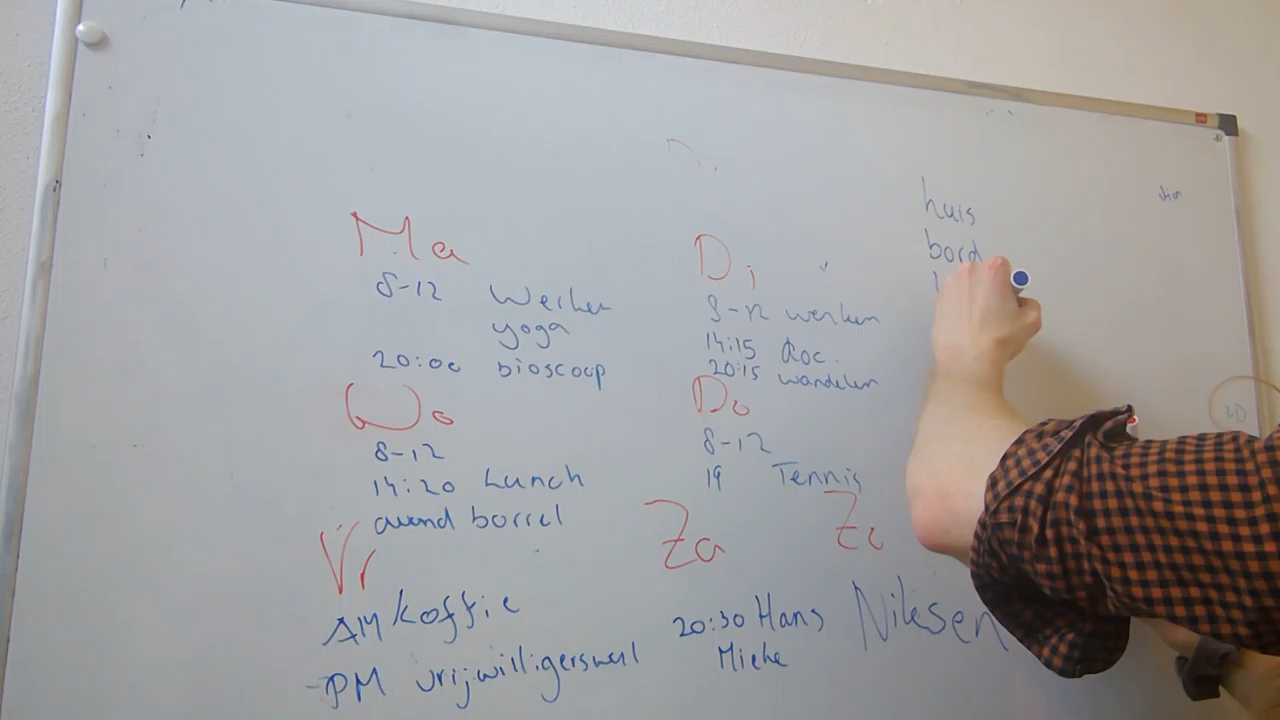 Ma
8-12 Werken
yoga
20:00 bioscoop
Di
8-12 werken
14:15 doc.
20:15 wandelen
Wo
8-12
14:20 Lunch
avond borrel
Do
8-12
19 Tennis
Vr
AM koffie
-PM vrijwilligerswerk
Za
20:30 Hans
Mieke
Zo
Nilesen
huis
bord